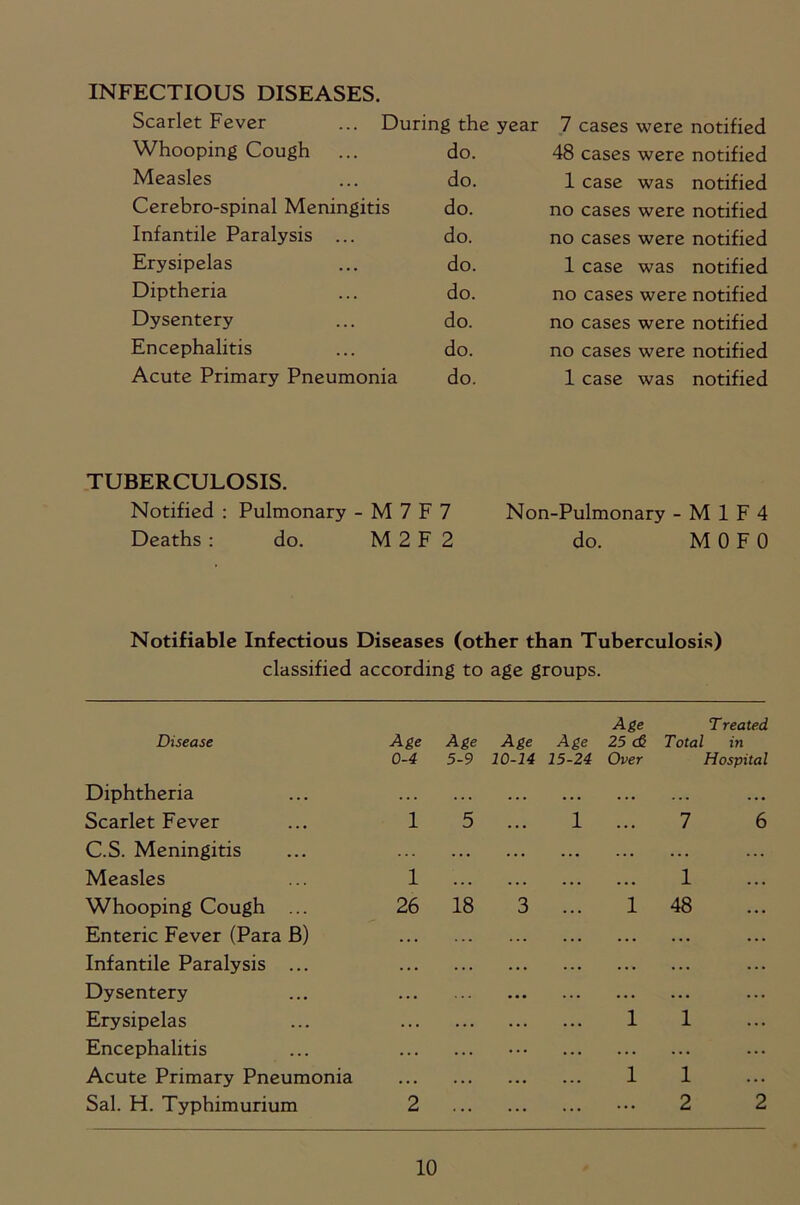 INFECTIOUS DISEASES.
Scarlet Fever ... During the year 7 cases were notified
Whooping Cough ... do. 48 cases were notified
Measles ... do. 1 case was notified
Cerebro-spinal Meningitis do. no cases were notified
Infantile Paralysis ... do. no cases were notified
Erysipelas ... do. 1 case was notified
Diptheria ... do. no cases were notified
Dysentery ... do. no cases were notified
Encephalitis ... do. no cases were notified
Acute Primary Pneumonia do. 1 case was notified
TUBERCULOSIS.
Notified : Pulmonary - M 7 F 7 Non-Pulmonary - M 1 F 4
Deaths : do. M 2 F 2 do. M 0 F 0
Notifiable Infectious Diseases (other than Tuberculosis)
classified according to age groups.
Age Treated
Disease Age Age Age Age 25 & Total in
0-4 5-9 10-14 15-24 Over Hospital
Diphtheria ... ... ... ... ... ... ... ...
Scarlet Fever ... 1 5 ... 1 ... 7 6
C.S. Meningitis ... ... ... ... ... ... ... ...
Measles ... 1 ... ... ... ... 1 ...
Whooping Cough ... 26 18 3 ... 1 48 ...
Enteric Fever (Para B) ... ... ... ... ... ... ...
Infantile Paralysis ... ... ... ... ... ... ... ...
Dysentery ... ... ... ... ... ... ... ...
Erysipelas ... ... ... ... ... 1 1 ...
Encephalitis ... ... ... ... ... ... ... ...
Acute Primary Pneumonia ... ... ... ... 1 1 ...
Sal. H. Typhimurium 2 ... ... ... ... 2 2
10